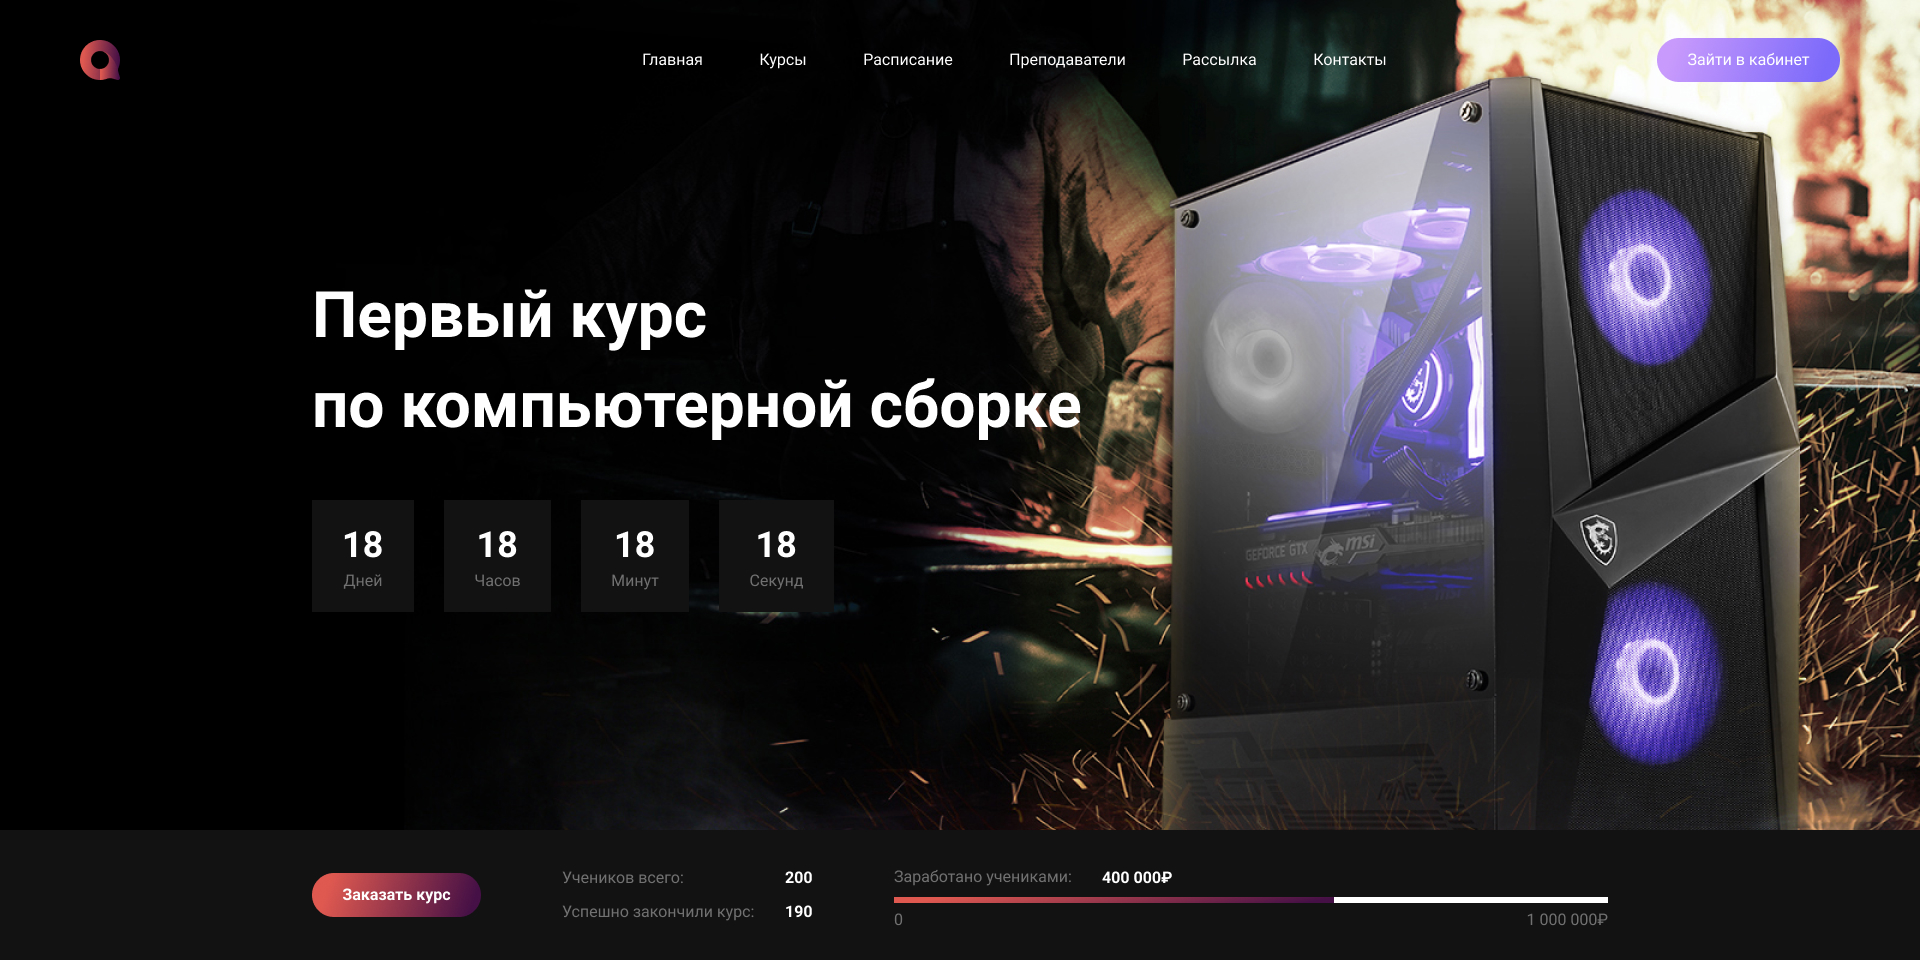 Главная Курсы Расписание Преподаватели Рассылка Контакты Зайти в кабинет
Первый курс
по компьютерной сборке
18 18 18 18
Дней Часов Минут Секунд
GEFORCE GTX msi
Заказать курс
Учеников всего: 200
Успешно закончили курс: 190
Заработано учениками: 400 000₽
0 1 000 000₽